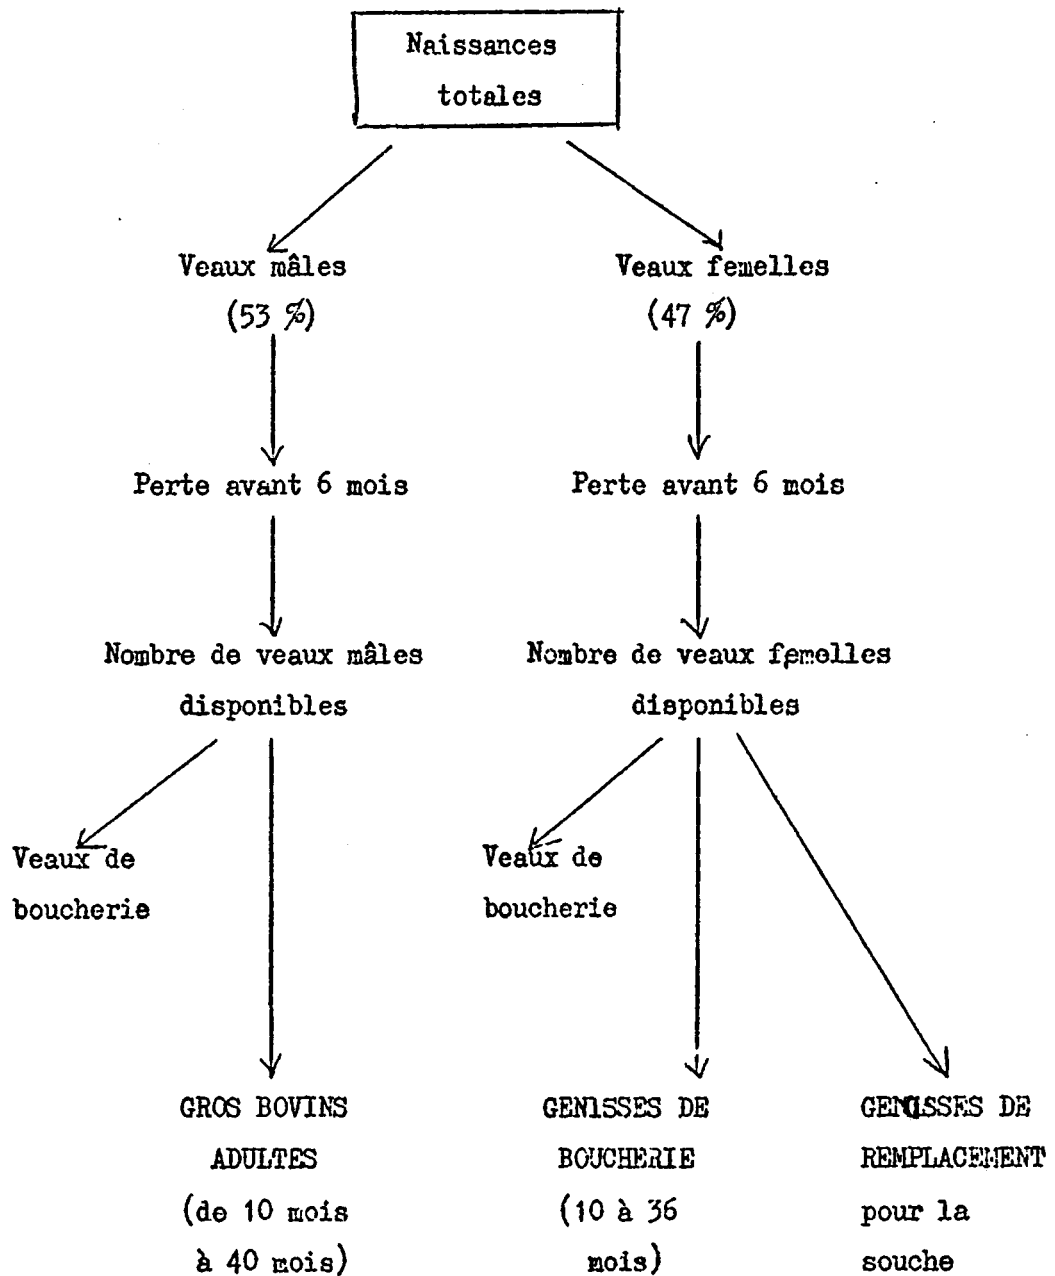 Naissances
totales
Veaux mâles
(53 %)
Veaux femelles
(47 %)
Perte avant 6 mois
Perte avant 6 mois
Nombre de veaux mâles
disponibles
Nombre de veaux femelles
disponibles
Veaux de
boucherie
Veaux de
boucherie
GROS BOVINS
ADULTES
(de 10 mois
à 40 mois)
GENISSES DE
BOUCHERIE
(10 à 36
mois)
GENISSES DE
REMPLACEMENT
pour la
souche